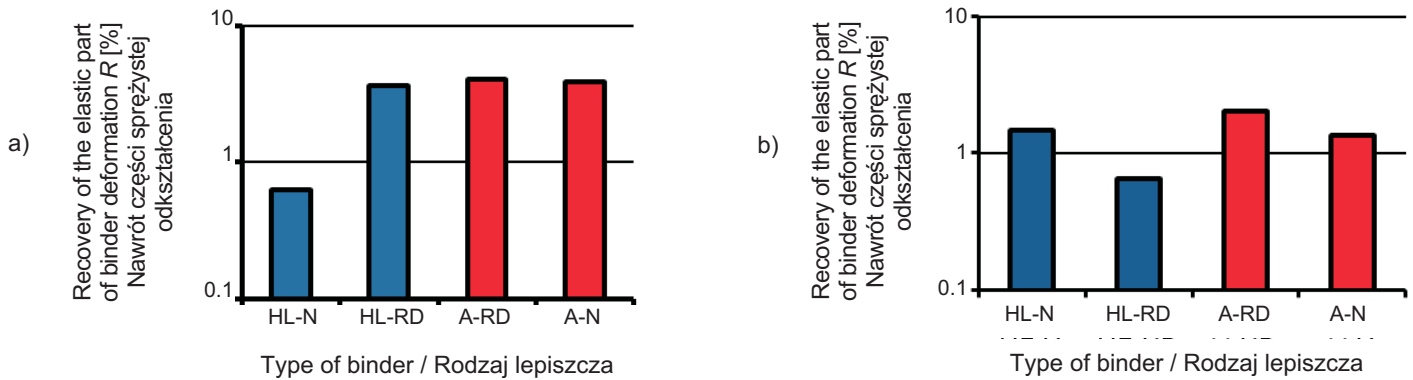 a)
Recovery of the elastic part
of binder deformation R [%]
Nawrót części sprężystej
odkształcenia
10
1
0.1
HL-N HL-RD A-RD A-N
Type of binder / Rodzaj lepiszcza
b)
Recovery of the elastic part
of binder deformation R [%]
Nawrót części sprężystej
odkształcenia
10
1
0.1
HL-N HL-RD A-RD A-N
Type of binder / Rodzaj lepiszcza